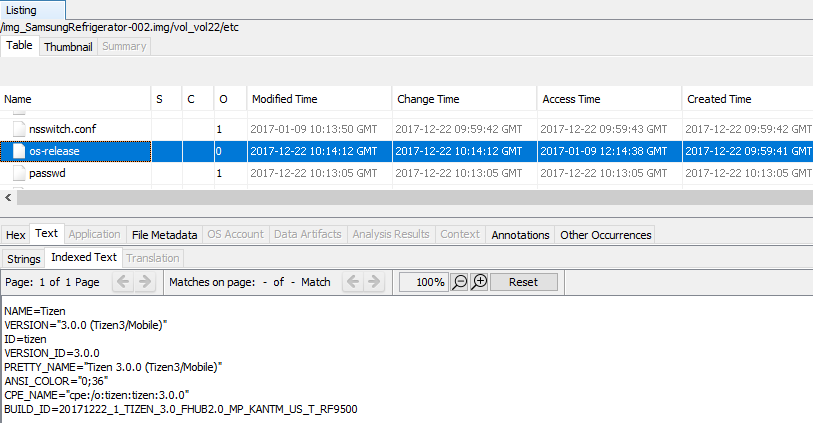 Listing
/img_SamsungRefrigerator-002.img/vol_vol22/etc
Table Thumbnail Summary
Name S C O Modified Time Change Time Access Time Created Time
nsswitch.conf 1 2017-01-09 10:13:50 GMT 2017-12-22 09:59:42 GMT 2017-12-22 09:59:43 GMT 2017-12-22 09:59:42 GMT
os-release 0 2017-12-22 10:14:12 GMT 2017-12-22 10:14:12 GMT 2017-01-09 12:14:38 GMT 2017-12-22 09:59:41 GMT
passwd 1 2017-12-22 10:13:05 GMT 2017-12-22 10:13:05 GMT 2017-12-22 10:13:05 GMT 2017-12-22 10:13:05 GMT
Hex Text Application File Metadata OS Account Data Artifacts Analysis Results Context Annotations Other Occurrences
Strings Indexed Text Translation
Page: 1 of 1 Page Matches on page: - of - Match 100% Reset
NAME=Tizen
VERSION="3.0.0 (Tizen3/Mobile)"
ID=tizen
VERSION_ID=3.0.0
PRETTY_NAME="Tizen 3.0.0 (Tizen3/Mobile)"
ANSI_COLOR="0;36"
CPE_NAME="cpe:/o:tizen:tizen:3.0.0"
BUILD_ID=20171222_1_TIZEN_3.0_FHUB2.0_MP_KANTM_US_T_RF9500